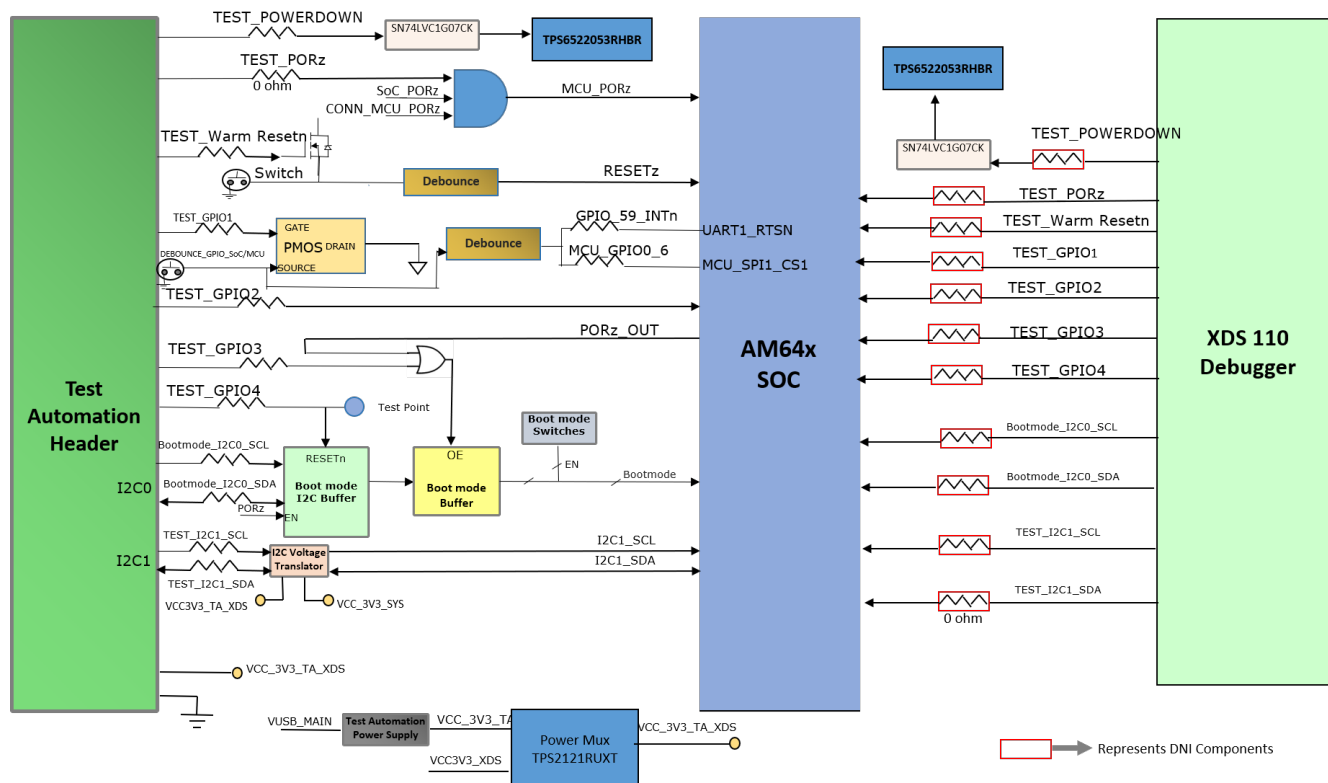 TEST_POWERDOWN
SN74LVC1G07CK
TPS6522053RHBR
TEST_PORz
0 ohm
SoC_PORz
CONN_MCU_PORz
MCU_PORz
TEST_Warm Resetn
Switch
Debounce
RESETz
TEST_GPIO1
GATE
PMOS
DRAIN
SOURCE
DEBOUNCE_GPIO_SoC/MCU
Debounce
GPIO_59_INTn
MCU_GPIO0_6
UART1_RTSN
MCU_SPI1_CS1
TEST_GPIO2
PORz_OUT
TEST_GPIO3
TEST_GPIO4
Test Point
Test
Automation
Header
Bootmode_I2C0_SCL
I2C0
Bootmode_I2C0_SDA
PORz
RESETn
Boot mode
I2C Buffer
EN
OE
Boot mode
Buffer
Boot mode
Switches
EN
Bootmode
TEST_I2C1_SCL
I2C1
TEST_I2C1_SDA
I2C Voltage
Translator
I2C1_SCL
I2C1_SDA
VCC3V3_TA_XDS
VCC_3V3_SYS
VCC_3V3_TA_XDS
VUSB_MAIN
Test Automation
Power Supply
VCC_3V3_TA
VCC3V3_XDS
Power Mux
TPS2121RUXT
VCC_3V3_TA_XDS
AM64x
SOC
TPS6522053RHBR
SN74LVC1G07CK
TEST_POWERDOWN
TEST_PORz
TEST_Warm Resetn
TEST_GPIO1
TEST_GPIO2
TEST_GPIO3
TEST_GPIO4
Bootmode_I2C0_SCL
Bootmode_I2C0_SDA
TEST_I2C1_SCL
TEST_I2C1_SDA
0 ohm
XDS 110
Debugger
Represents DNI Components